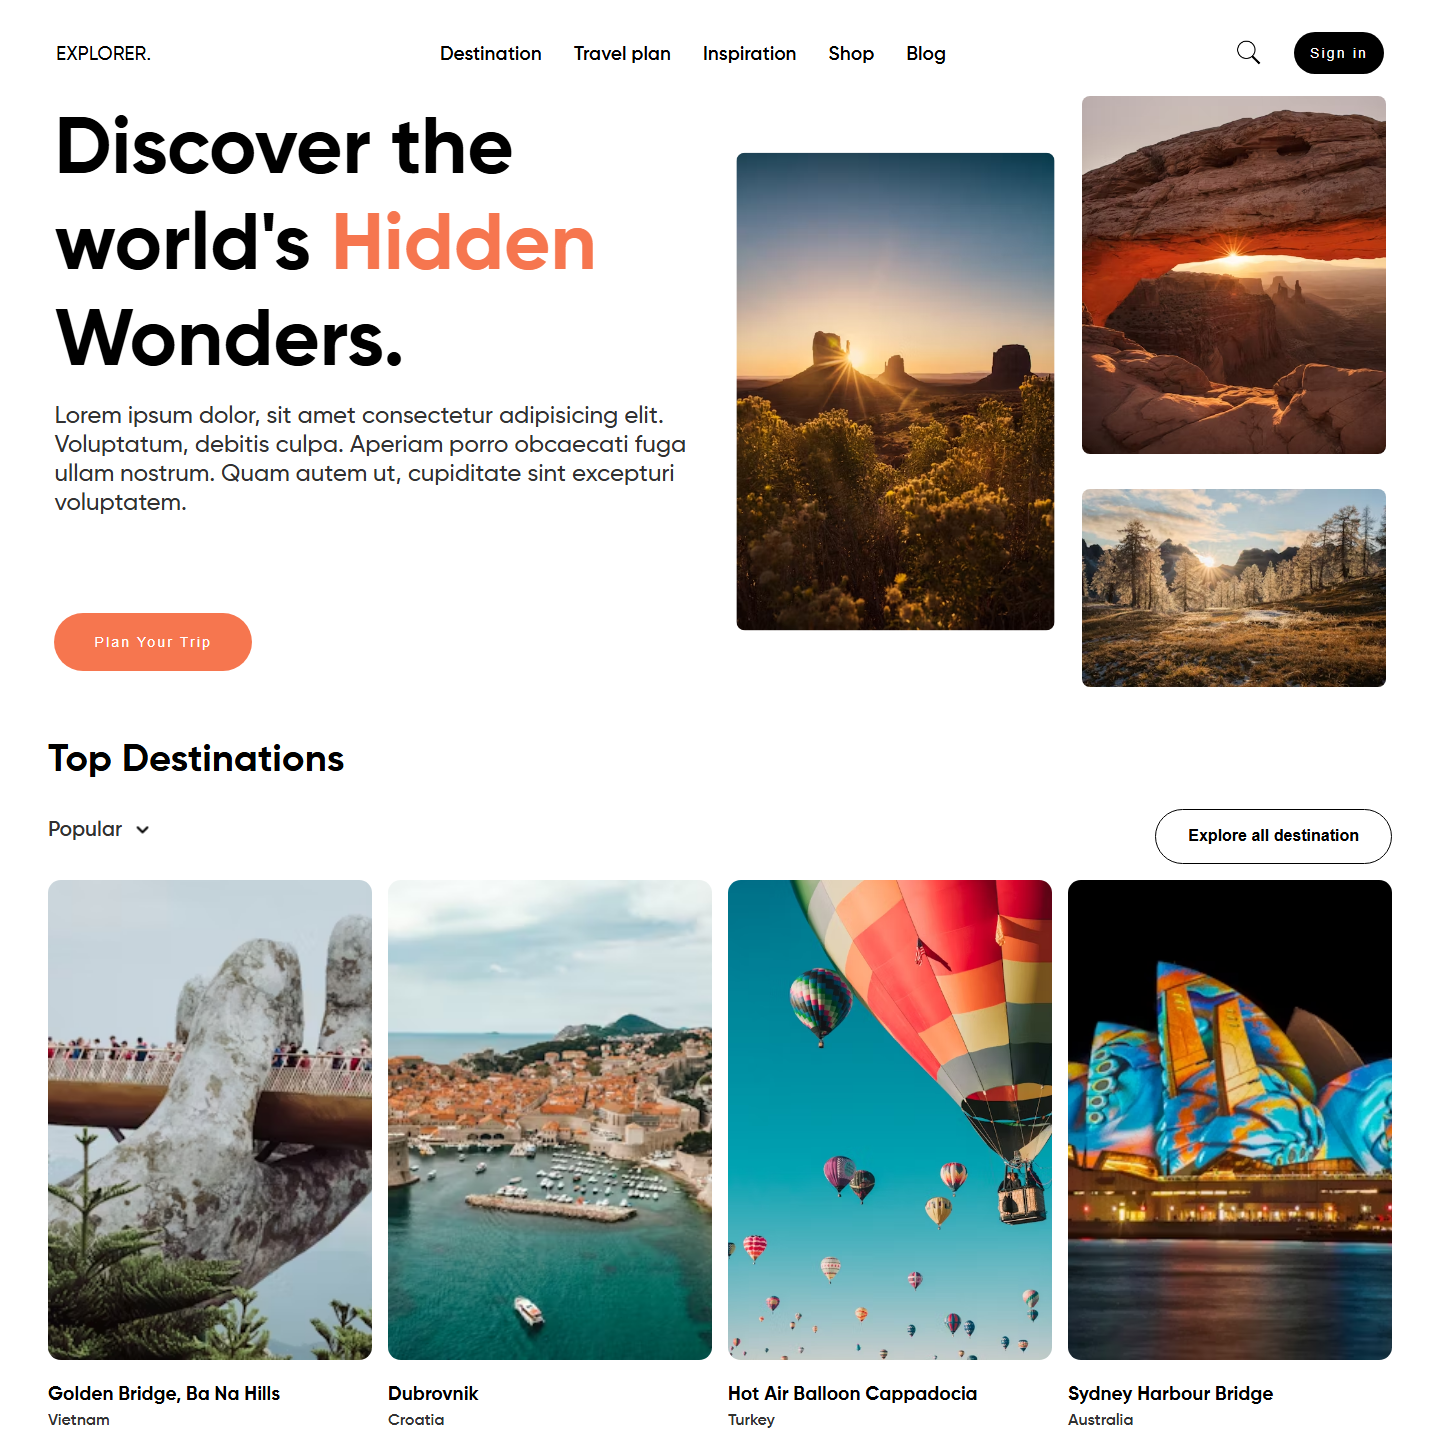 EXPLORER.
Destination Travel plan Inspiration Shop Blog
Sign in
Discover the
world's Hidden
Wonders.
Lorem ipsum dolor, sit amet consectetur adipisicing elit.
Voluptatum, debitis culpa. Aperiam porro obcaecati fuga
ullam nostrum. Quam autem ut, cupiditate sint excepturi
voluptatem.
Plan Your Trip
Top Destinations
Popular
Explore all destination
Golden Bridge, Ba Na Hills
Vietnam
Dubrovnik
Croatia
Hot Air Balloon Cappadocia
Turkey
Sydney Harbour Bridge
Australia